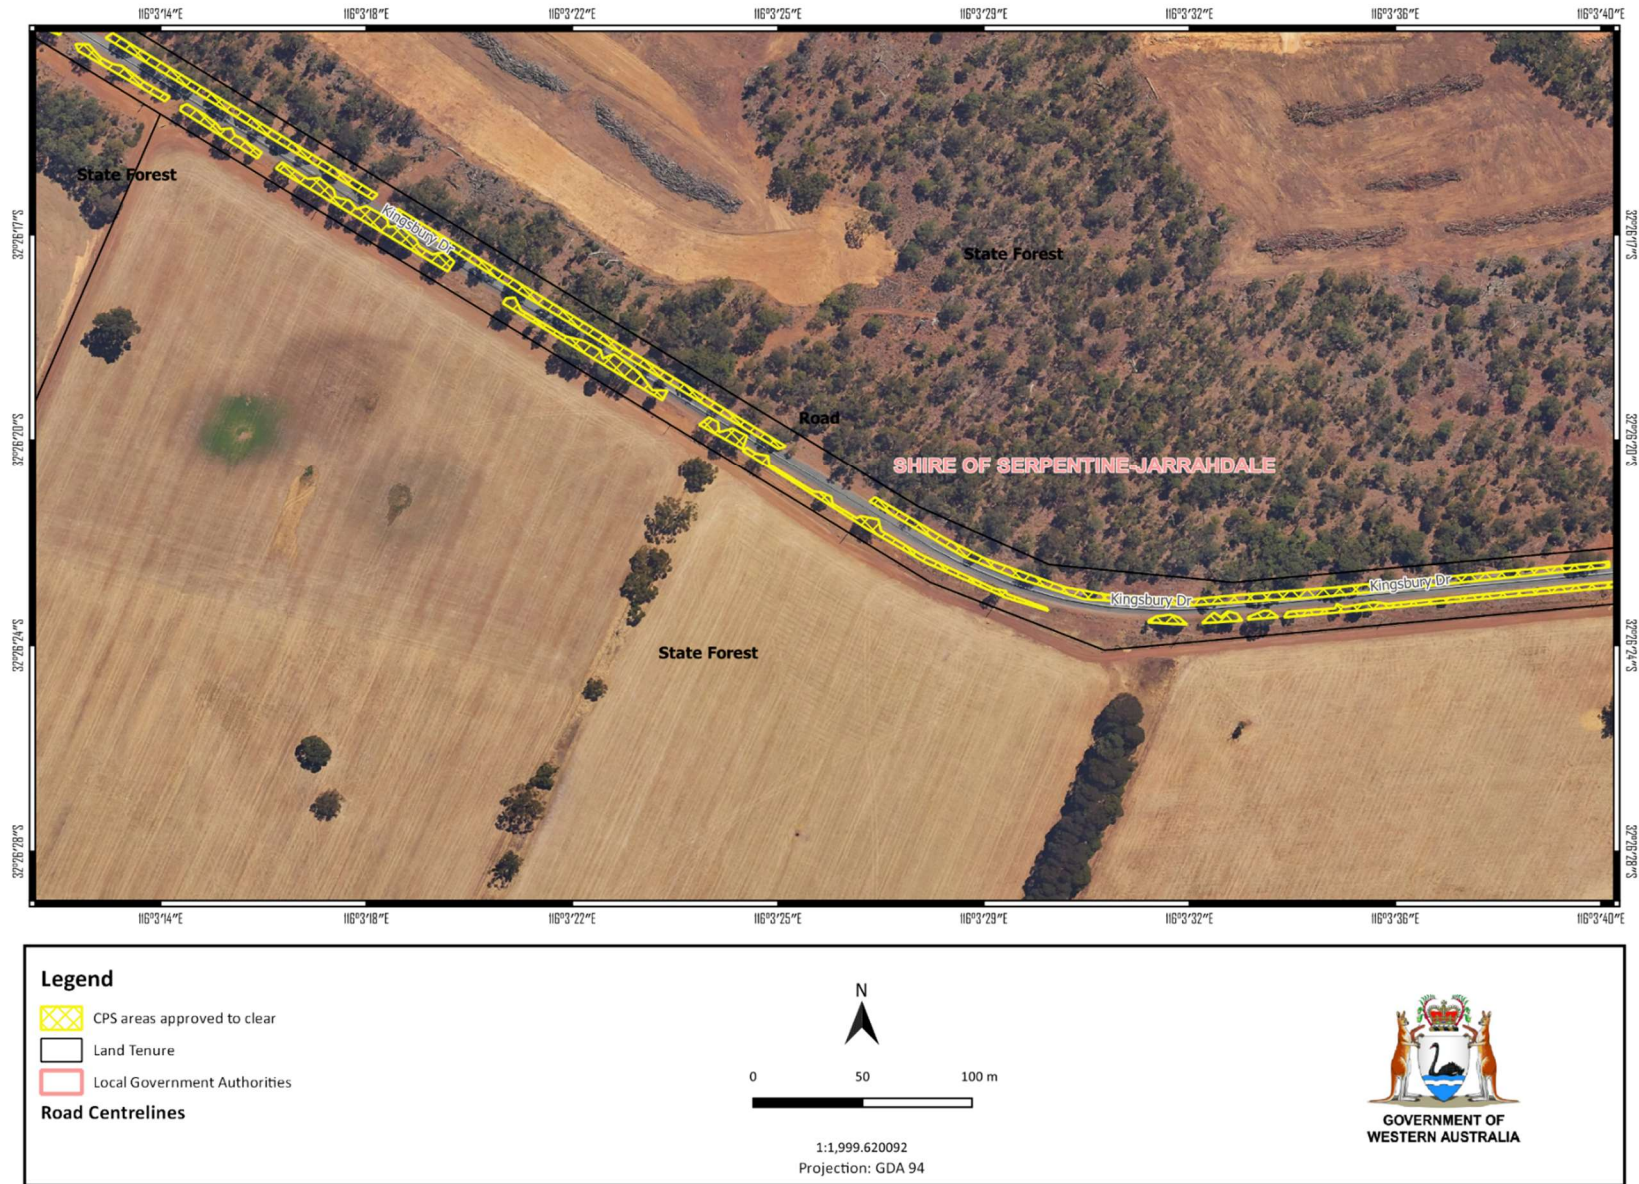 116°3'14"E 116°3'18"E 116°3'22"E 116°3'25"E 116°3'29"E 116°3'32"E 116°3'36"E 116°3'40"E
State Forest
Kingsbury Dr
32°26'17"S
32°26'17"S
State Forest
Road
32°26'20"S
32°26'20"S
SHIRE OF SERPENTINE-JARRAHDALE
Kingsbury Dr
Kingsbury Dr
State Forest
32°26'24"S
32°26'24"S
32°26'28"S
32°26'28"S
116°3'14"E 116°3'18"E 116°3'22"E 116°3'25"E 116°3'29"E 116°3'32"E 116°3'36"E 116°3'40"E
Legend
CPS areas approved to clear
Land Tenure
Local Government Authorities
Road Centrelines
N
0 50 100 m
1:1,999.620092
Projection: GDA 94
GOVERNMENT OF
WESTERN AUSTRALIA